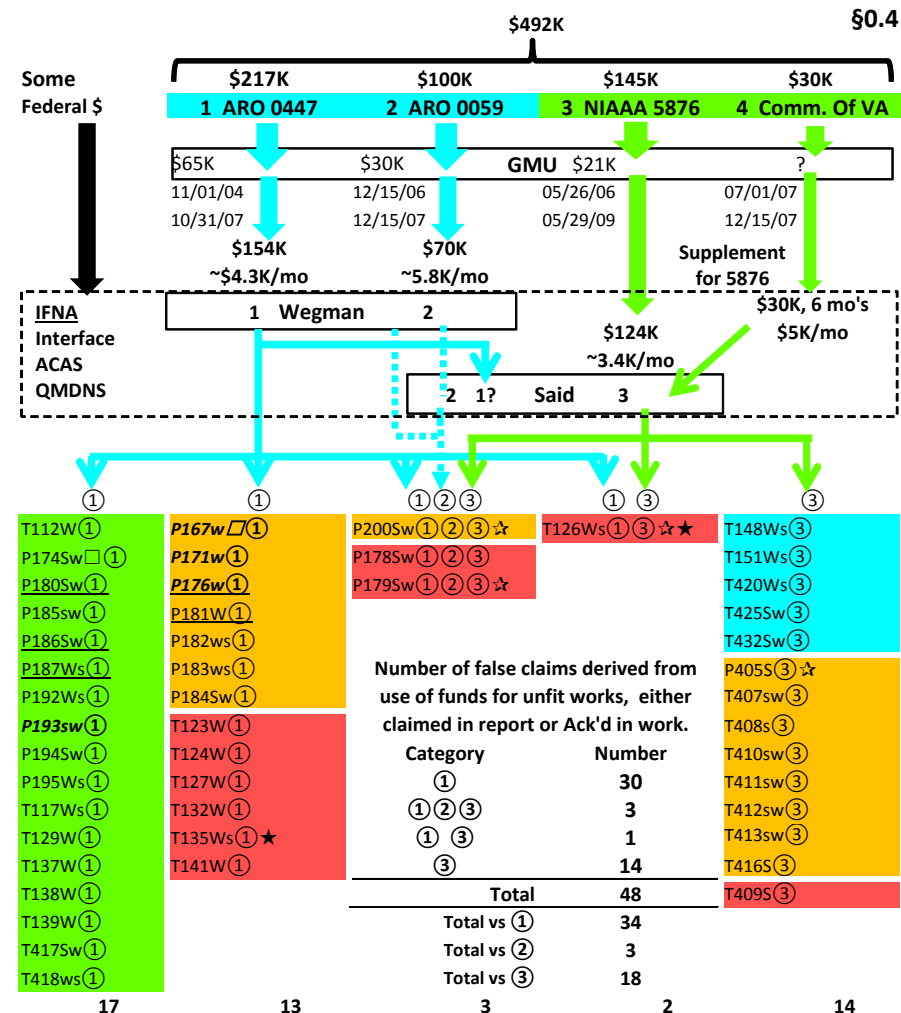 §0.4
$492K
Some $217K $100K $145K $30K
Federal $ 1 ARO 0447 2 ARO 0059 3 NIAAA 5876 4 Comm. Of VA
$65K $30K GMU $21K ?
11/01/04 12/15/06 05/26/06 07/01/07
10/31/07 12/15/07 05/29/09 12/15/07
$154K $70K Supplement
~$4.3K/mo ~5.8K/mo for 5876
IFNA 1 Wegman 2 $30K, 6 mo's
Interface $124K $5K/mo
ACAS ~3.4K/mo
QMDNS 2 1? Said 3
① ① ①②③ ① ③ ③
T112W① P167w▱① P200Sw①②③✰ T126Ws①③✰★ T148Ws③
P174Sw□① P171w① P178Sw①②③ T151Ws③
P180Sw① P176w① P179Sw①②③✰ T420Ws③
P185sw① P181W① T425Sw③
P186Sw① P182ws① T432Sw③
P187Ws① P183ws① Number of false claims derived from P405S③✰
P192Ws① P184Sw① use of funds for unfit works, either T407sw③
P193sw① T123W① claimed in report or Ack'd in work. T408s③
P194Sw① T124W① Category Number T410sw③
P195Ws① T127W① ① 30 T411sw③
T117Ws① T132W① ①②③ 3 T412sw③
T129W① T135Ws①★ ① ③ 1 T413sw③
T137W① T141W① ③ 14 T416S③
T138W① Total 48 T409S③
T139W① Total vs ① 34
T417Sw① Total vs ② 3
T418ws① Total vs ③ 18
17 13 3 2 14